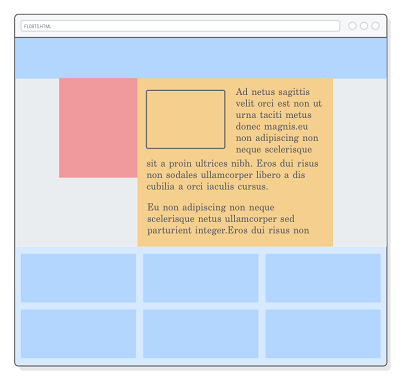 FLOATS.HTML
Ad netus sagittis
velit orci est non ut
urna taciti metus
donec magnis.eu
non adipiscing non
neque scelerisque
sit a proin ultrices nibh. Eros dui risus
non sodales ullamcorper libero a dis
cubilia a orci iaculis cursus.
Eu non adipiscing non neque
scelerisque netus ullamcorper sed
parturient integer.Eros dui risus non